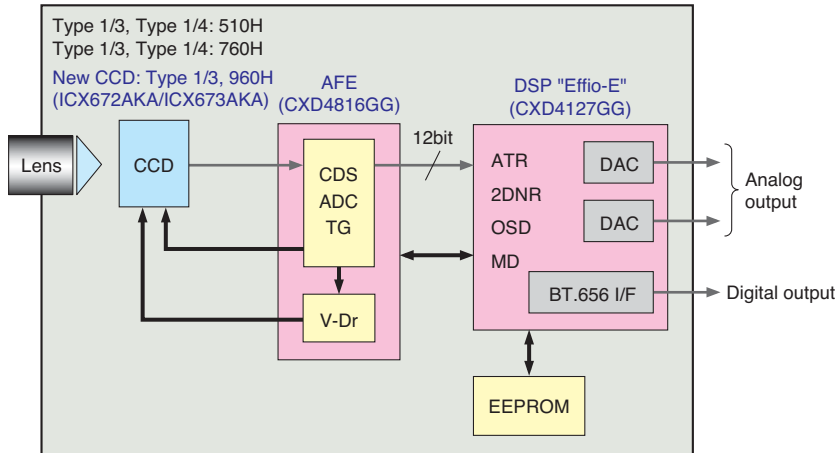 Type 1/3, Type 1/4: 510H
Type 1/3, Type 1/4: 760H
New CCD: Type 1/3, 960H
(ICX672AKA/ICX673AKA)
AFE
(CXD4816GG)
DSP "Effio-E"
(CXD4127GG)
Lens
CCD
CDS
ADC
TG
V-Dr
12bit
ATR
2DNR
OSD
MD
DAC
DAC
BT.656 I/F
Analog
output
Digital output
EEPROM